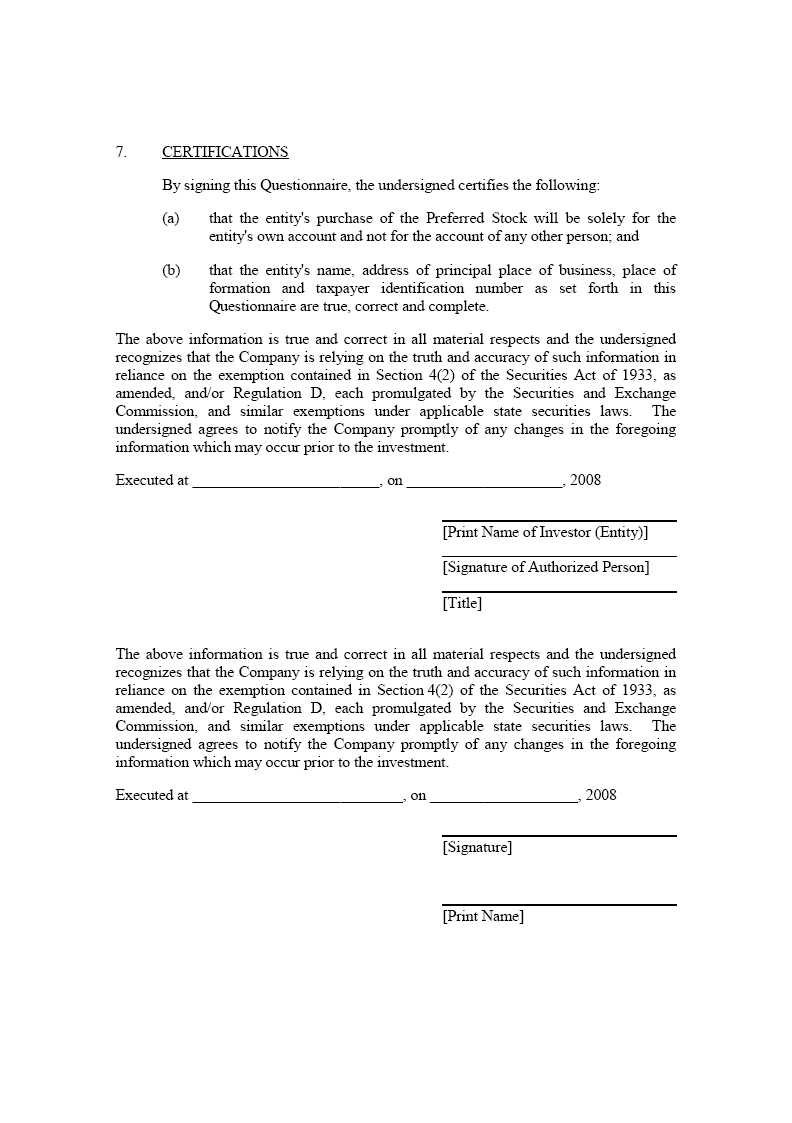 7. CERTIFICATIONS
By signing this Questionnaire, the undersigned certifies the following:
(a) that the entity's purchase of the Preferred Stock will be solely for the
entity's own account and not for the account of any other person; and
(b) that the entity's name, address of principal place of business, place of
formation and taxpayer identification number as set forth in this
Questionnaire are true, correct and complete.
The above information is true and correct in all material respects and the undersigned
recognizes that the Company is relying on the truth and accuracy of such information in
reliance on the exemption contained in Section 4(2) of the Securities Act of 1933, as
amended, and/or Regulation D, each promulgated by the Securities and Exchange
Commission, and similar exemptions under applicable state securities laws. The
undersigned agrees to notify the Company promptly of any changes in the foregoing
information which may occur prior to the investment.
Executed at ________________________, on ____________________, 2008
[Print Name of Investor (Entity)]
[Signature of Authorized Person]
[Title]
The above information is true and correct in all material respects and the undersigned
recognizes that the Company is relying on the truth and accuracy of such information in
reliance on the exemption contained in Section 4(2) of the Securities Act of 1933, as
amended, and/or Regulation D, each promulgated by the Securities and Exchange
Commission, and similar exemptions under applicable state securities laws. The
undersigned agrees to notify the Company promptly of any changes in the foregoing
information which may occur prior to the investment.
Executed at ___________________________, on ___________________, 2008
[Signature]
[Print Name]